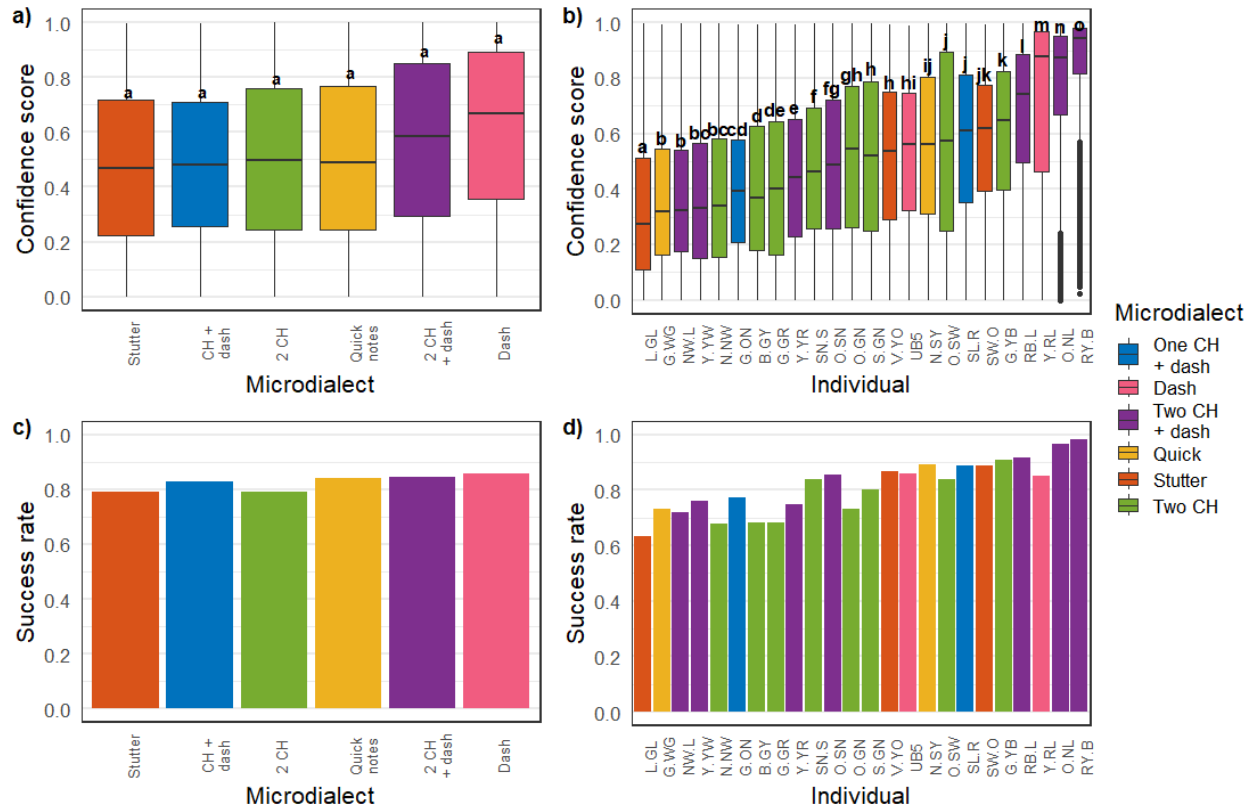 a)
1.0
0.8
0.6
0.4
0.2
0.0
Confidence score
a
a
a
a
a
a
Stutter
CH +
dash
2 CH
Quick
notes
2 CH
+ dash
Dash
Microdialect
b)
1.0
0.8
0.6
0.4
0.2
0.0
Confidence score
a
b
b
bc
bc
cd
d
de
e
f
fg
gh
h
h
hi
ij
j
j
jk
k
l
m
n
o
L.GL
G.WG
NW.L
Y.YW
N.NW
G.ON
B.GY
G.GR
Y.YR
SN.S
O.SN
O.GN
S.GN
V.YO
UB5
N.SY
O.SW
SL.R
SW.O
G.YB
RB.L
Y.RL
O.NL
RY.B
Individual
Microdialect
One CH
+ dash
Dash
Two CH
+ dash
Quick
Stutter
Two CH
c)
1.0
0.8
0.6
0.4
0.2
0.0
Success rate
Stutter
CH +
dash
2 CH
Quick
notes
2 CH
+ dash
Dash
Microdialect
d)
1.0
0.8
0.6
0.4
0.2
0.0
Success rate
L.GL
G.WG
NW.L
Y.YW
N.NW
G.ON
B.GY
G.GR
Y.YR
SN.S
O.SN
O.GN
S.GN
V.YO
UB5
N.SY
O.SW
SL.R
SW.O
G.YB
RB.L
Y.RL
O.NL
RY.B
Individual